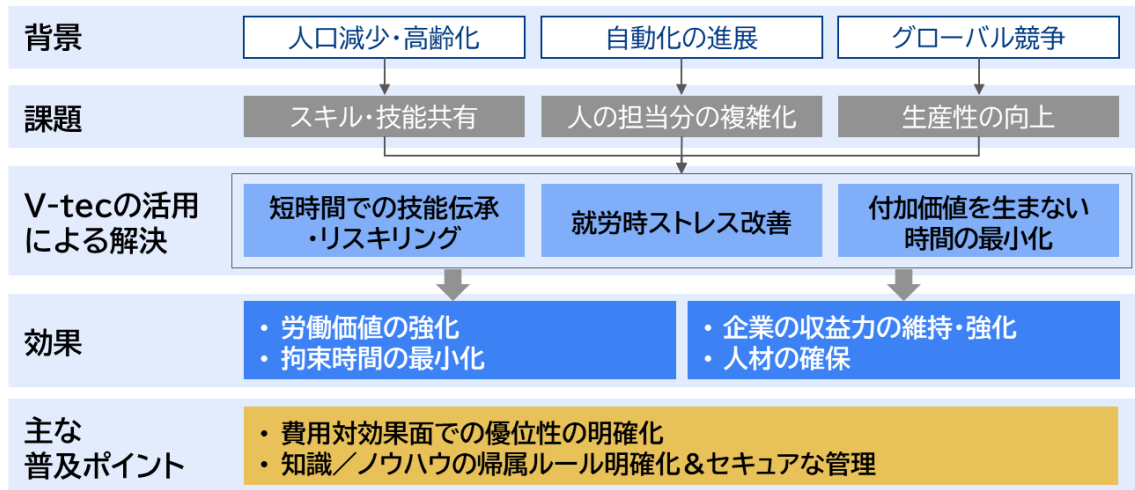 背景
人口減少・高齢化
自動化の進展
グローバル競争
課題
スキル・技能共有
人の担当分の複雑化
生産性の向上
V-tecの活用
による解決
短時間での技能伝承
・リスキリング
就労時ストレス改善
付加価値を生まない
時間の最小化
効果
・ 労働価値の強化
・ 拘束時間の最小化
・ 企業の収益力の維持・強化
・ 人材の確保
主な
普及ポイント
・ 費用対効果面での優位性の明確化
・ 知識／ノウハウの帰属ルール明確化＆セキュアな管理